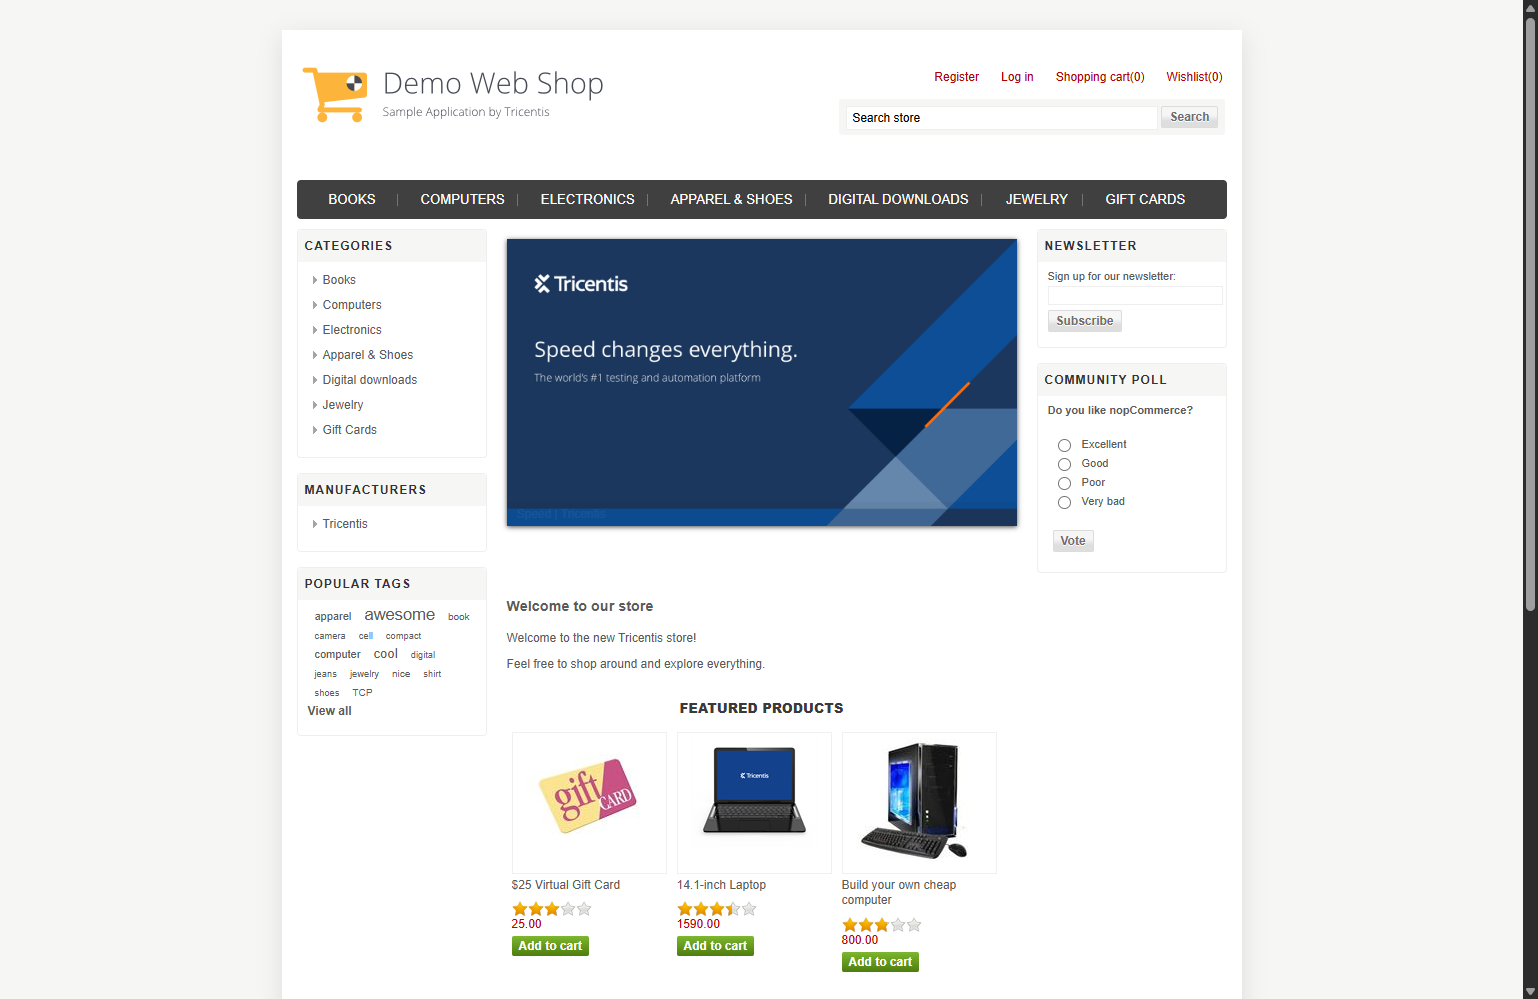 Demo Web Shop
Sample Application by Tricentis
Register Log in Shopping cart(0) Wishlist(0)
Search store Search
BOOKS COMPUTERS ELECTRONICS APPAREL & SHOES DIGITAL DOWNLOADS JEWELRY GIFT CARDS
CATEGORIES
Books
Computers
Electronics
Apparel & Shoes
Digital downloads
Jewelry
Gift Cards
MANUFACTURERS
Tricentis
POPULAR TAGS
apparel awesome book
camera cell compact
computer cool digital
jeans jewelry nice shirt
shoes TCP
View all
Tricentis
Speed changes everything.
The world's #1 testing and automation platform
Speed | Tricentis
Welcome to our store
Welcome to the new Tricentis store!
Feel free to shop around and explore everything.
FEATURED PRODUCTS
gift CARD
Tricentis
$25 Virtual Gift Card
25.00
Add to cart
14.1-inch Laptop
1590.00
Add to cart
Build your own cheap
computer
800.00
Add to cart
NEWSLETTER
Sign up for our newsletter:
Subscribe
COMMUNITY POLL
Do you like nopCommerce?
Excellent
Good
Poor
Very bad
Vote